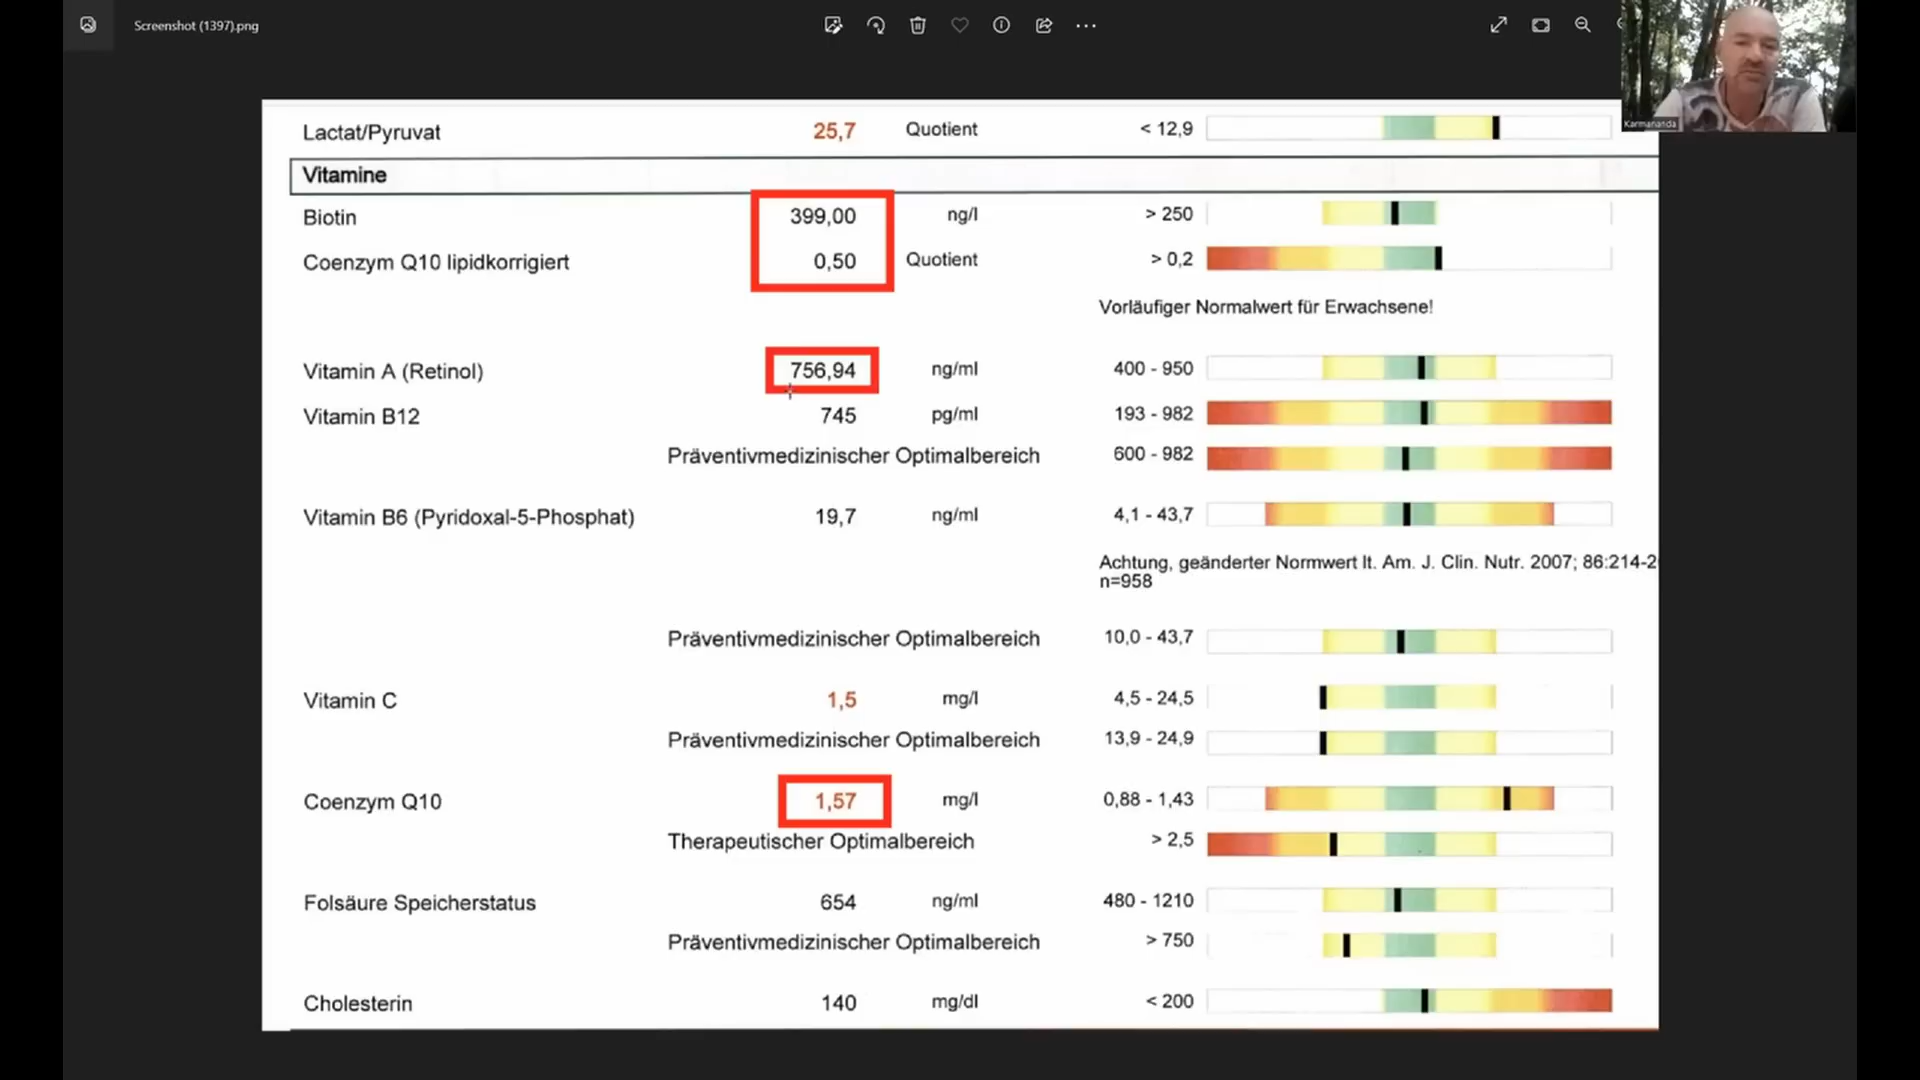 Screenshot (1397).png
Karmananda
Lactat/Pyruvat 25,7 Quotient < 12,9
Vitamine
Biotin 399,00 ng/l > 250
Coenzym Q10 lipidkorrigiert 0,50 Quotient > 0,2
Vorläufiger Normalwert für Erwachsene!
Vitamin A (Retinol) 756,94 ng/ml 400 - 950
Vitamin B12 745 pg/ml 193 - 982
Präventivmedizinischer Optimalbereich 600 - 982
Vitamin B6 (Pyridoxal-5-Phosphat) 19,7 ng/ml 4,1 - 43,7
Achtung, geänderter Normwert lt. Am. J. Clin. Nutr. 2007; 86:214-2
n=958
Präventivmedizinischer Optimalbereich 10,0 - 43,7
Vitamin C 1,5 mg/l 4,5 - 24,5
Präventivmedizinischer Optimalbereich 13,9 - 24,9
Coenzym Q10 1,57 mg/l 0,88 - 1,43
Therapeutischer Optimalbereich > 2,5
Folsäure Speicherstatus 654 ng/ml 480 - 1210
Präventivmedizinischer Optimalbereich > 750
Cholesterin 140 mg/dl < 200